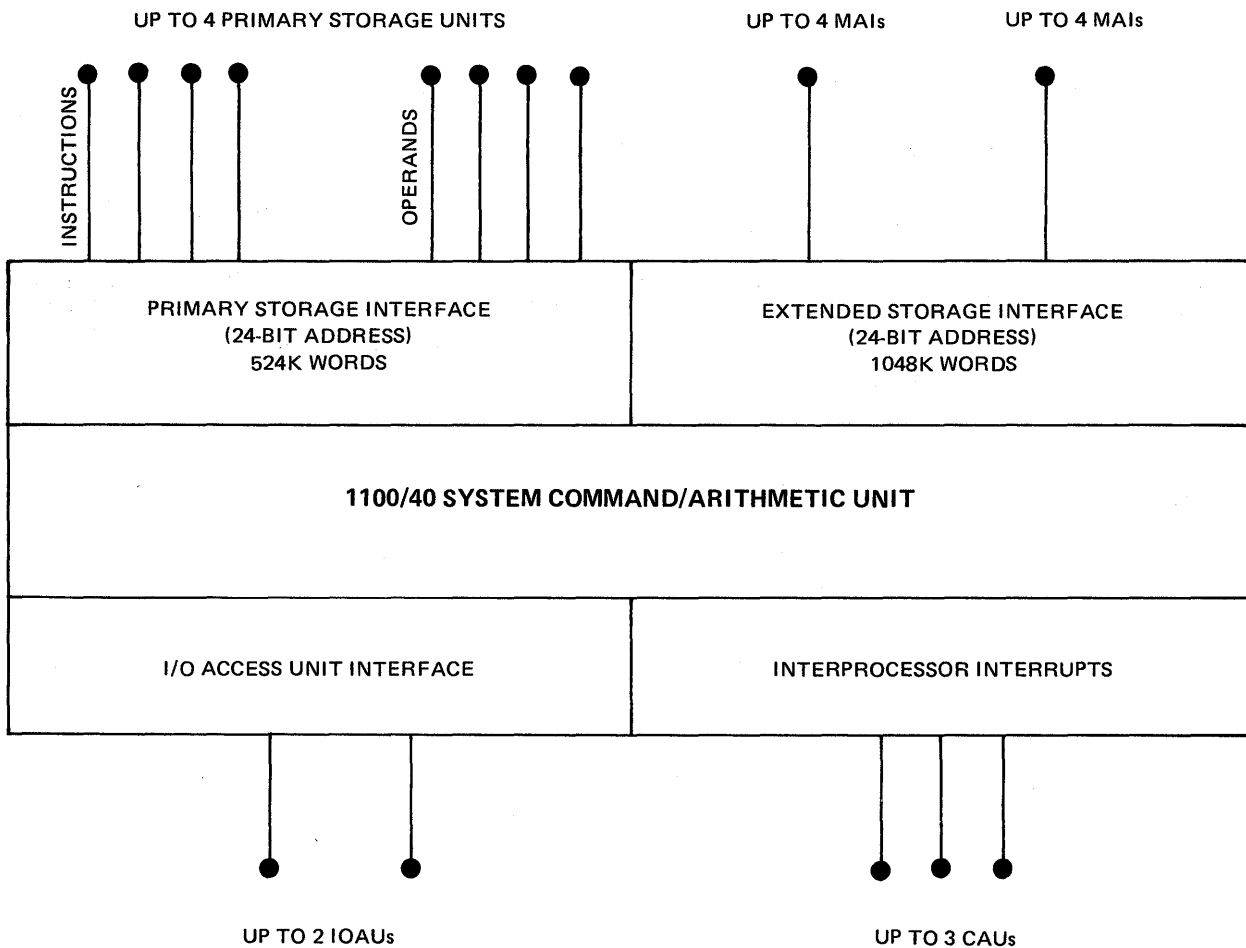 UP TO 4 PRIMARY STORAGE UNITS
UP TO 4 MAIs
UP TO 4 MAIs
INSTRUCTIONS
OPERANDS
PRIMARY STORAGE INTERFACE
(24-BIT ADDRESS)
524K WORDS
EXTENDED STORAGE INTERFACE
(24-BIT ADDRESS)
1048K WORDS
1100/40 SYSTEM COMMAND/ARITHMETIC UNIT
I/O ACCESS UNIT INTERFACE
INTERPROCESSOR INTERRUPTS
UP TO 2 IOAUs
UP TO 3 CAUs